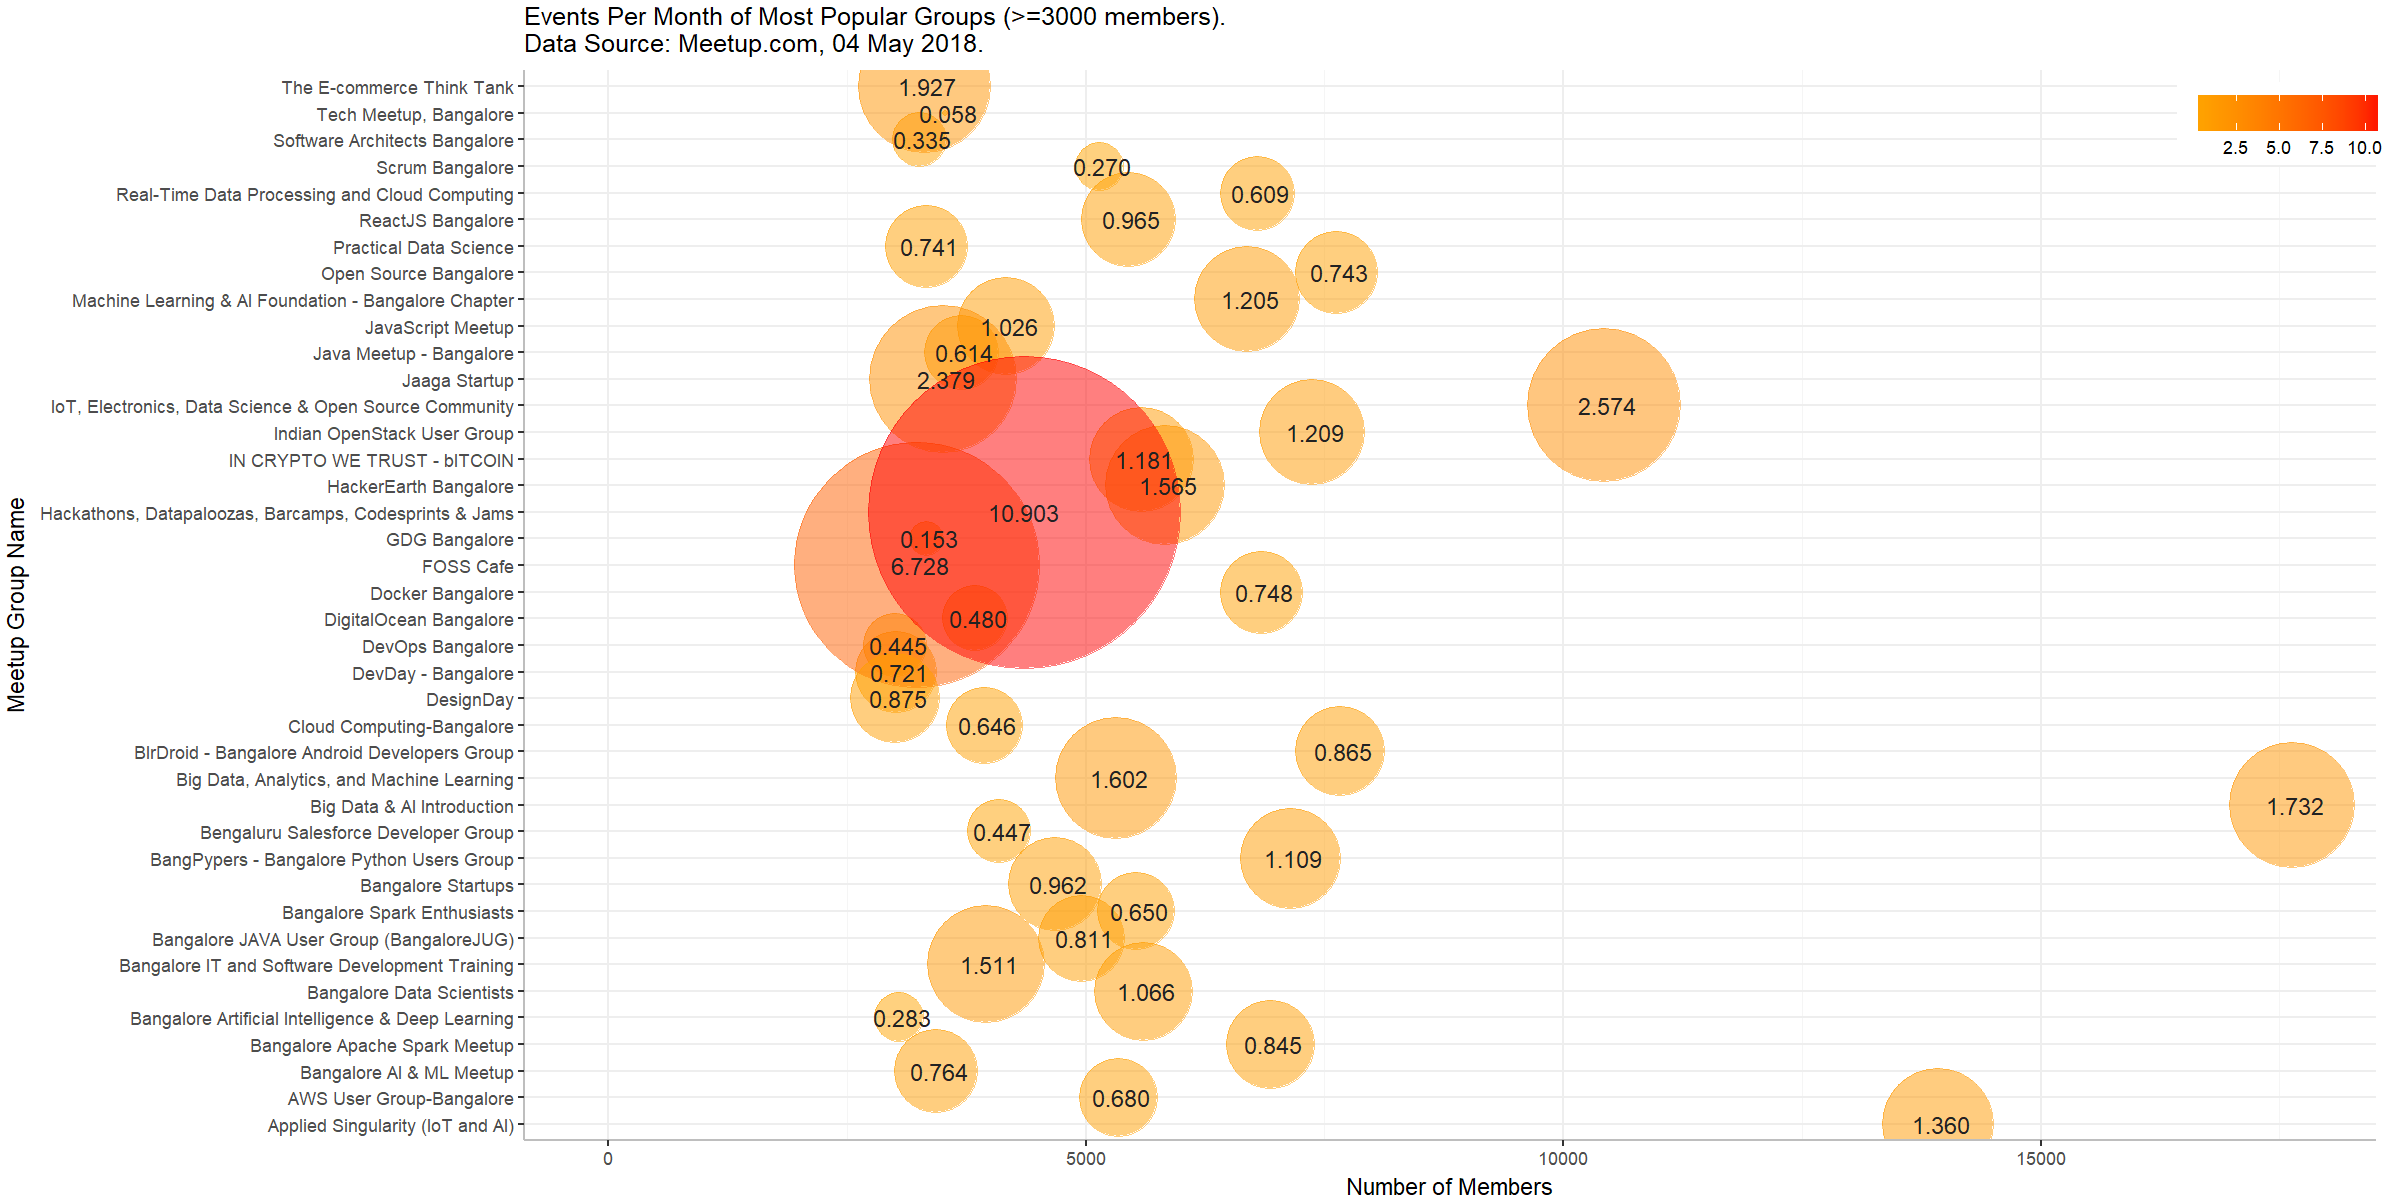 Events Per Month of Most Popular Groups (>=3000 members).
Data Source: Meetup.com, 04 May 2018.
2.5 5.0 7.5 10.0
Meetup Group Name
The E-commerce Think Tank 1.927
Tech Meetup, Bangalore 0.058
Software Architects Bangalore 0.335
Scrum Bangalore 0.270
Real-Time Data Processing and Cloud Computing 0.609
ReactJS Bangalore 0.965
Practical Data Science 0.741
Open Source Bangalore 0.743
Machine Learning & AI Foundation - Bangalore Chapter 1.205
JavaScript Meetup 1.026
Java Meetup - Bangalore 0.614
Jaaga Startup 2.379
IoT, Electronics, Data Science & Open Source Community 2.574
Indian OpenStack User Group 1.209
IN CRYPTO WE TRUST - bITCOIN 1.181
HackerEarth Bangalore 1.565
Hackathons, Datapaloozas, Barcamps, Codesprints & Jams 10.903
GDG Bangalore 0.153
FOSS Cafe 6.728
Docker Bangalore 0.748
DigitalOcean Bangalore 0.480
DevOps Bangalore 0.445
DevDay - Bangalore 0.721
DesignDay 0.875
Cloud Computing-Bangalore 0.646
BlrDroid - Bangalore Android Developers Group 0.865
Big Data, Analytics, and Machine Learning 1.602
Big Data & AI Introduction 1.732
Bengaluru Salesforce Developer Group 0.447
BangPypers - Bangalore Python Users Group 1.109
Bangalore Startups 0.962
Bangalore Spark Enthusiasts 0.650
Bangalore JAVA User Group (BangaloreJUG) 0.811
Bangalore IT and Software Development Training 1.511
Bangalore Data Scientists 1.066
Bangalore Artificial Intelligence & Deep Learning 0.283
Bangalore Apache Spark Meetup 0.845
Bangalore AI & ML Meetup 0.764
AWS User Group-Bangalore 0.680
Applied Singularity (IoT and AI) 1.360
0 5000 10000 15000
Number of Members